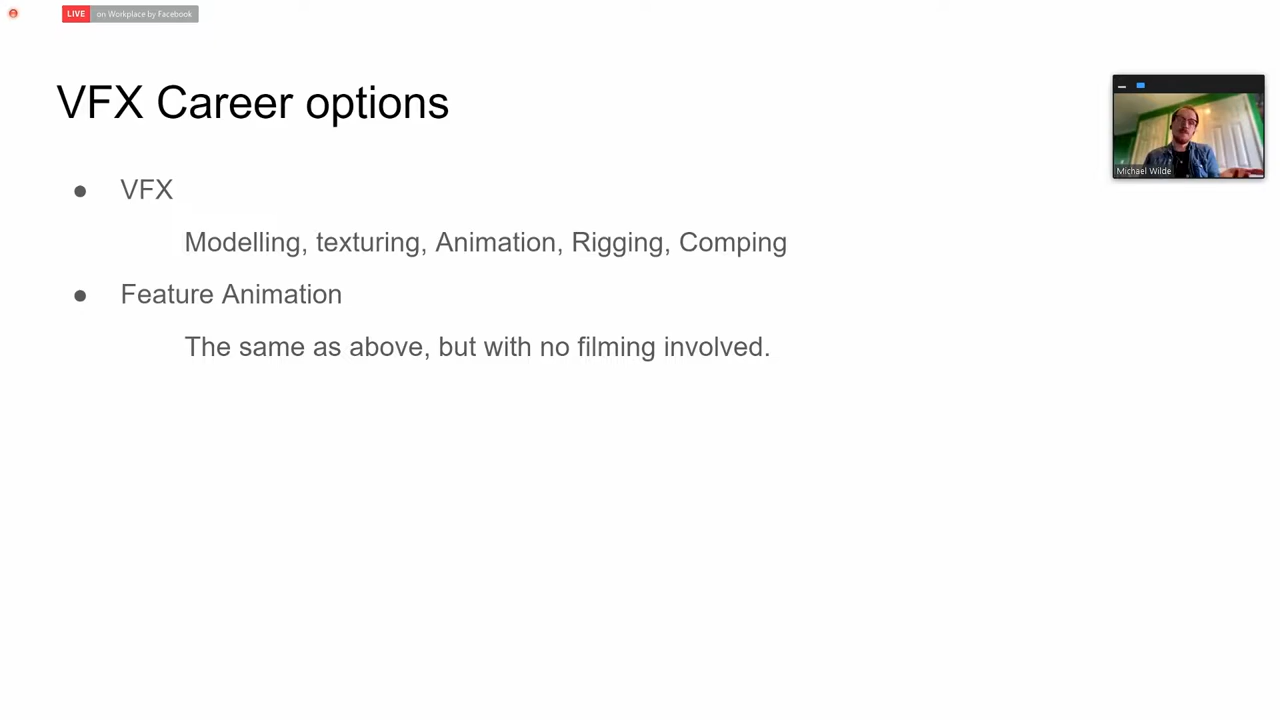 LIVE on Workplace by Facebook
VFX Career options
Michael Wilde
● VFX
Modelling, texturing, Animation, Rigging, Comping
● Feature Animation
The same as above, but with no filming involved.